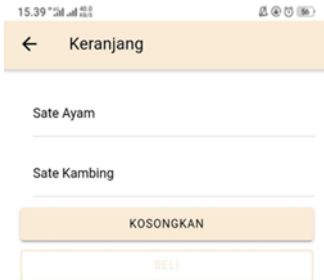 15.39
Keranjang
Sate Ayam
Sate Kambing
KOSONGKAN
BELI